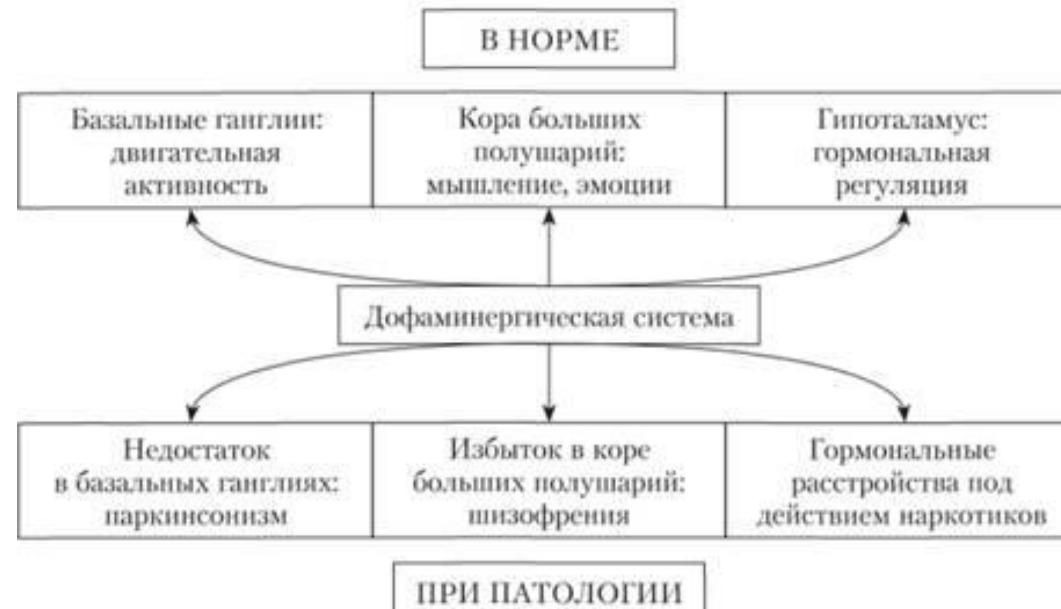 В НОРМЕ
Базальные ганглии:
двигательная
активность
Кора больших
полушарий:
мышление, эмоции
Гипоталамус:
гормональная
регуляция
Дофаминергическая система
Недостаток
в базальных ганглиях:
паркинсонизм
Избыток в коре
больших полушарий:
шизофрения
Гормональные
расстройства под
действием наркотиков
ПРИ ПАТОЛОГИИ